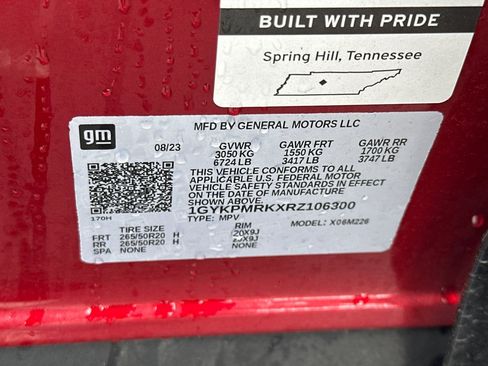 BUILT WITH PRIDE
Spring Hill, Tennessee
gm
MFD BY GENERAL MOTORS LLC
08/23 GVWR GAWR FRT GAWR RR
3050 KG 1550 KG 1700 KG
6724 LB 3417 LB 3747 LB
THIS VEHICLE CONFORMS TO ALL
APPLICABLE U.S. FEDERAL MOTOR
VEHICLE SAFETY STANDARDS IN EFFECT
ON THE DATE OF MANUFACTURE
SHOWN ABOVE.
1GYKPMRKXRZ106300
170H TYPE: MPV MODEL: X06M226
TIRE SIZE RIM
FRT 265/50R20 H 20X9J
RR 265/50R20 H 20X9J
SPA NONE NONE